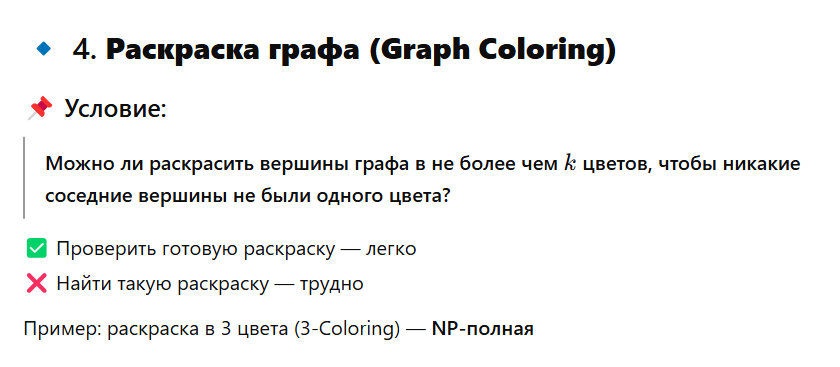 🔹 4. Раскраска графа (Graph Coloring)
📌 Условие:
Можно ли раскрасить вершины графа в не более чем k цветов, чтобы никакие
соседние вершины не были одного цвета?
✅ Проверить готовую раскраску — легко
❌ Найти такую раскраску — трудно
Пример: раскраска в 3 цвета (3-Coloring) — NP-полная